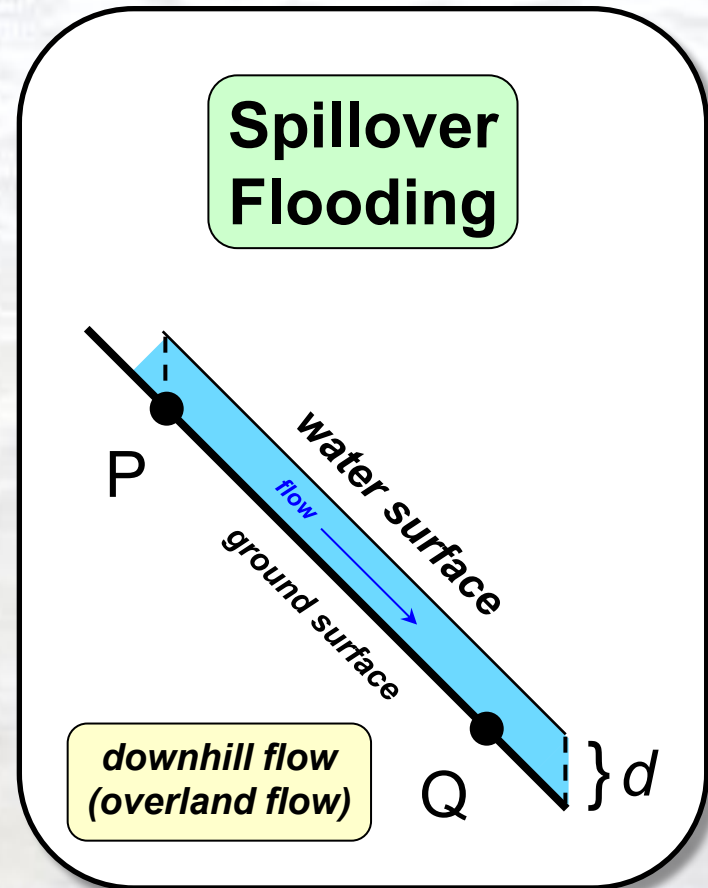 Spillover
Flooding
P
flow
water surface
ground surface
Q
} d
downhill flow
(overland flow)